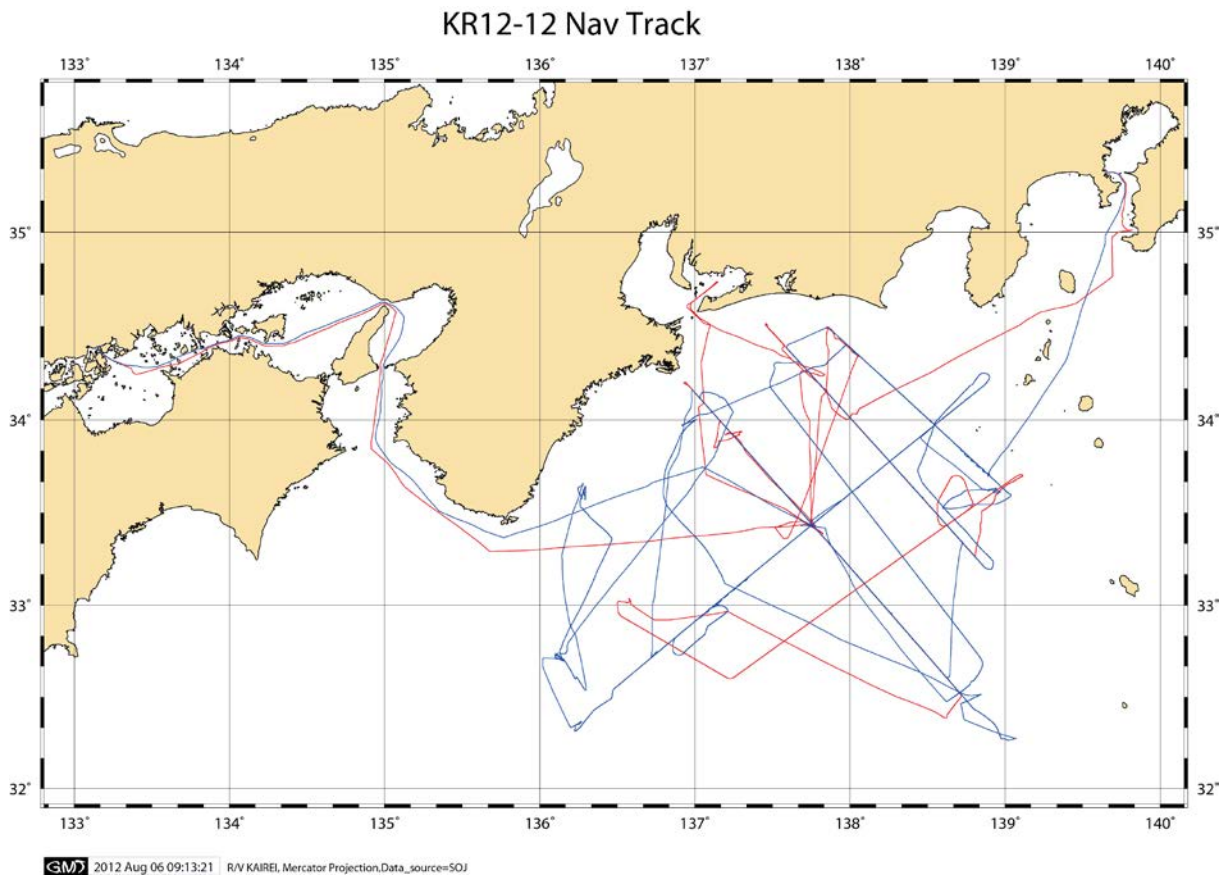 KR12-12 Nav Track
133° 134° 135° 136° 137° 138° 139° 140°
35° 35°
34° 34°
33° 33°
32° 32°
133° 134° 135° 136° 137° 138° 139° 140°
GMT 2012 Aug 06 09:13:21 R/V KAIREI, Mercator Projection,Data_source=SOJ